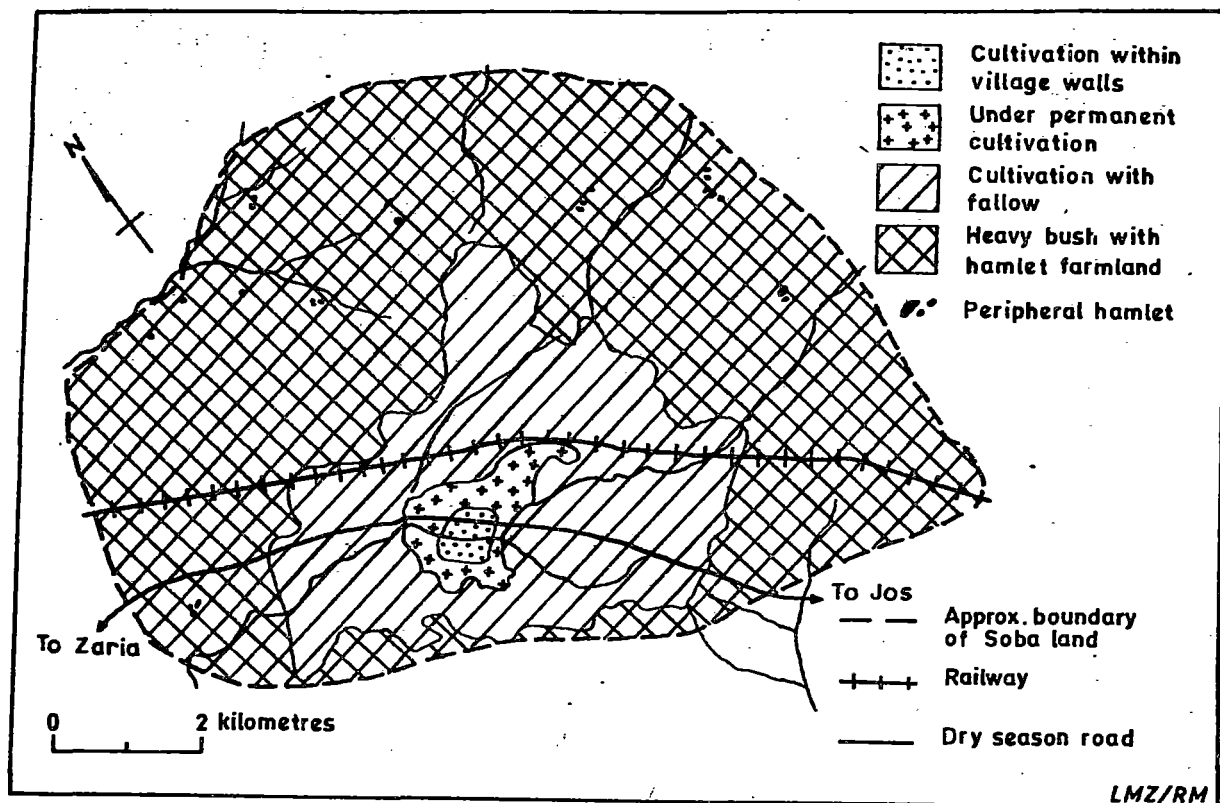 Cultivation within
village walls
Under permanent
cultivation
Cultivation with
fallow
Heavy bush with
hamlet farmland
Peripheral hamlet
N
To Jos
To Zaria
Approx. boundary
of Soba land
Railway
0 2 kilometres
Dry season road
LMZ/RM